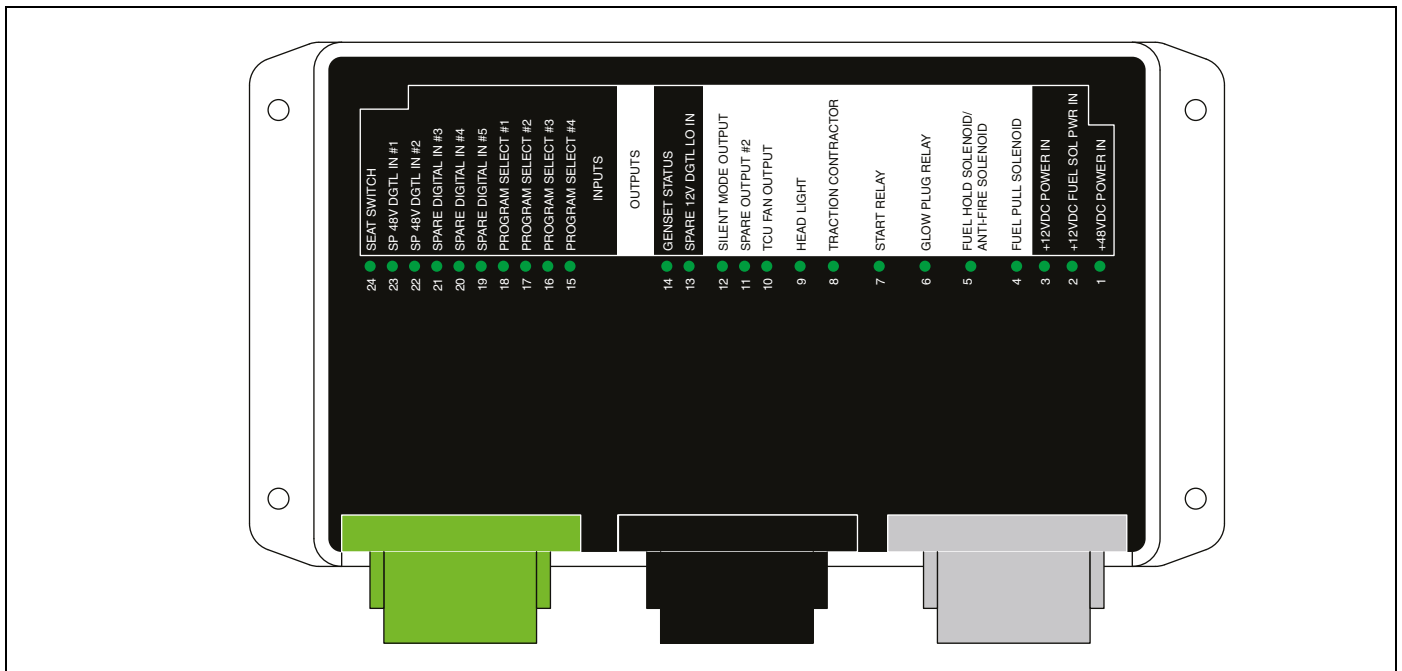 24 SEAT SWITCH
23 SP 48V DGTL IN #1
22 SP 48V DGTL IN #2
21 SPARE DIGITAL IN #3
20 SPARE DIGITAL IN #4
19 SPARE DIGITAL IN #5
18 PROGRAM SELECT #1
17 PROGRAM SELECT #2
16 PROGRAM SELECT #3
15 PROGRAM SELECT #4
INPUTS
OUTPUTS
14 GENSET STATUS
13 SPARE 12V DGTL LO IN
12 SILENT MODE OUTPUT
11 SPARE OUTPUT #2
10 TCU FAN OUTPUT
9 HEAD LIGHT
8 TRACTION CONTRACTOR
7 START RELAY
6 GLOW PLUG RELAY
5 FUEL HOLD SOLENOID/
ANTI-FIRE SOLENOID
4 FUEL PULL SOLENOID
3 +12VDC POWER IN
2 +12VDC FUEL SOL PWR IN
1 +48VDC POWER IN